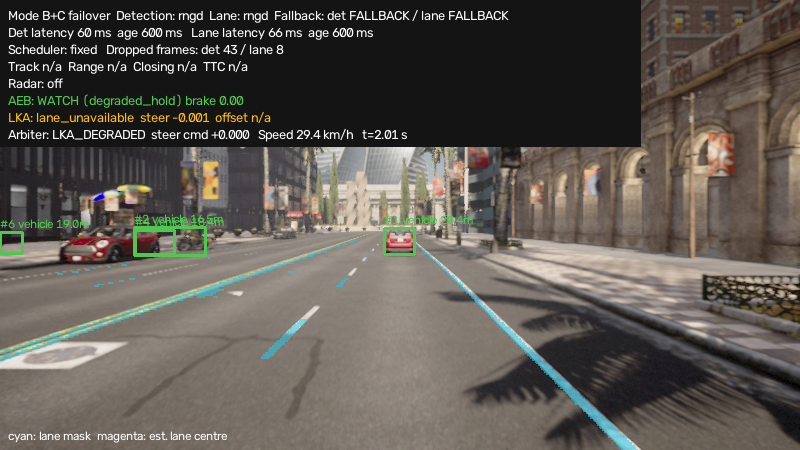 Mode B+C failover  Detection: rngd  Lane: rngd  Fallback: det FALLBACK / lane FALLBACK
Det latency 60 ms  age 600 ms   Lane latency 66 ms  age 600 ms
Scheduler: fixed   Dropped frames: det 43 / lane 8
Track n/a  Range n/a  Closing n/a  TTC n/a
Radar: off
AEB: WATCH  (degraded_hold) brake 0.00
LKA: lane_unavailable  steer -0.001  offset n/a
Arbiter: LKA_DEGRADED  steer cmd +0.000   Speed 29.4 km/h   t=2.01 s
#6 vehicle 19.0m
#2 vehicle
vehicle
cyan: lane mask  magenta: est. lane centre